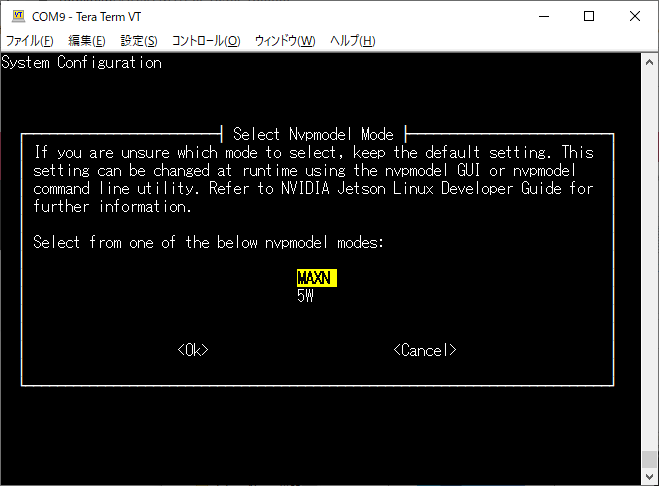 COM9 - Tera Term VT
ファイル(F) 編集(E) 設定(S) コントロール(O) ウィンドウ(W) ヘルプ(H)
System Configuration
Select Nvpmodel Mode
If you are unsure which mode to select, keep the default setting. This
setting can be changed at runtime using the nvpmodel GUI or nvpmodel
command line utility. Refer to NVIDIA Jetson Linux Developer Guide for
further information.
Select from one of the below nvpmodel modes:
MAXN
5W
<Ok> <Cancel>